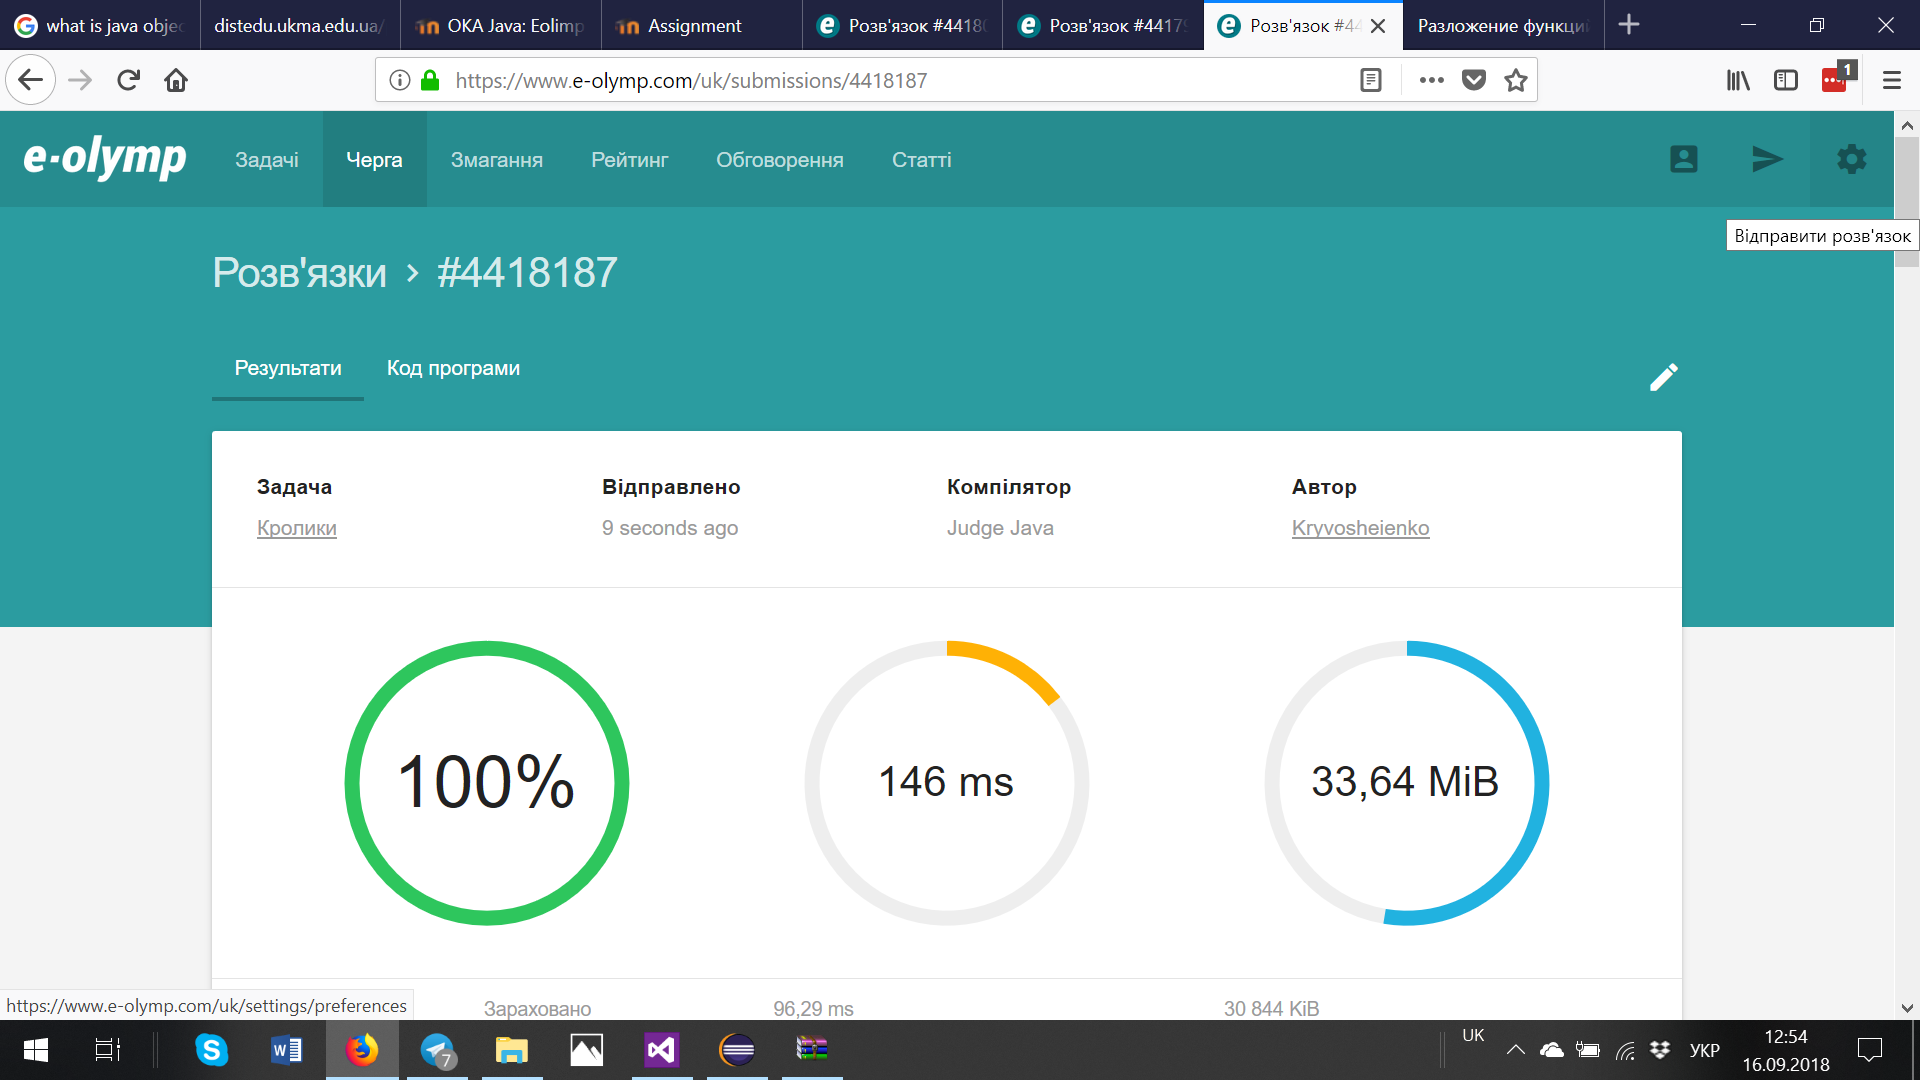 what is java objec
distedu.ukma.edu.ua/
OKA Java: Eolimp
Assignment
Розв'язок #4418
Розв'язок #4417
Розв'язок #44
Разложение функций
https://www.e-olymp.com/uk/submissions/4418187
1
e-olymp
Задачі
Черга
Змагання
Рейтинг
Обговорення
Статті
Відправити розв'язок
Розв'язки > #4418187
Результати
Код програми
Задача
Відправлено
Компілятор
Автор
Кролики
9 seconds ago
Judge Java
Kryvosheienko
100%
146 ms
33,64 MiB
Зараховано
96,29 ms
30 844 KiB
https://www.e-olymp.com/uk/settings/preferences
7
UK
УКР
12:54
16.09.2018